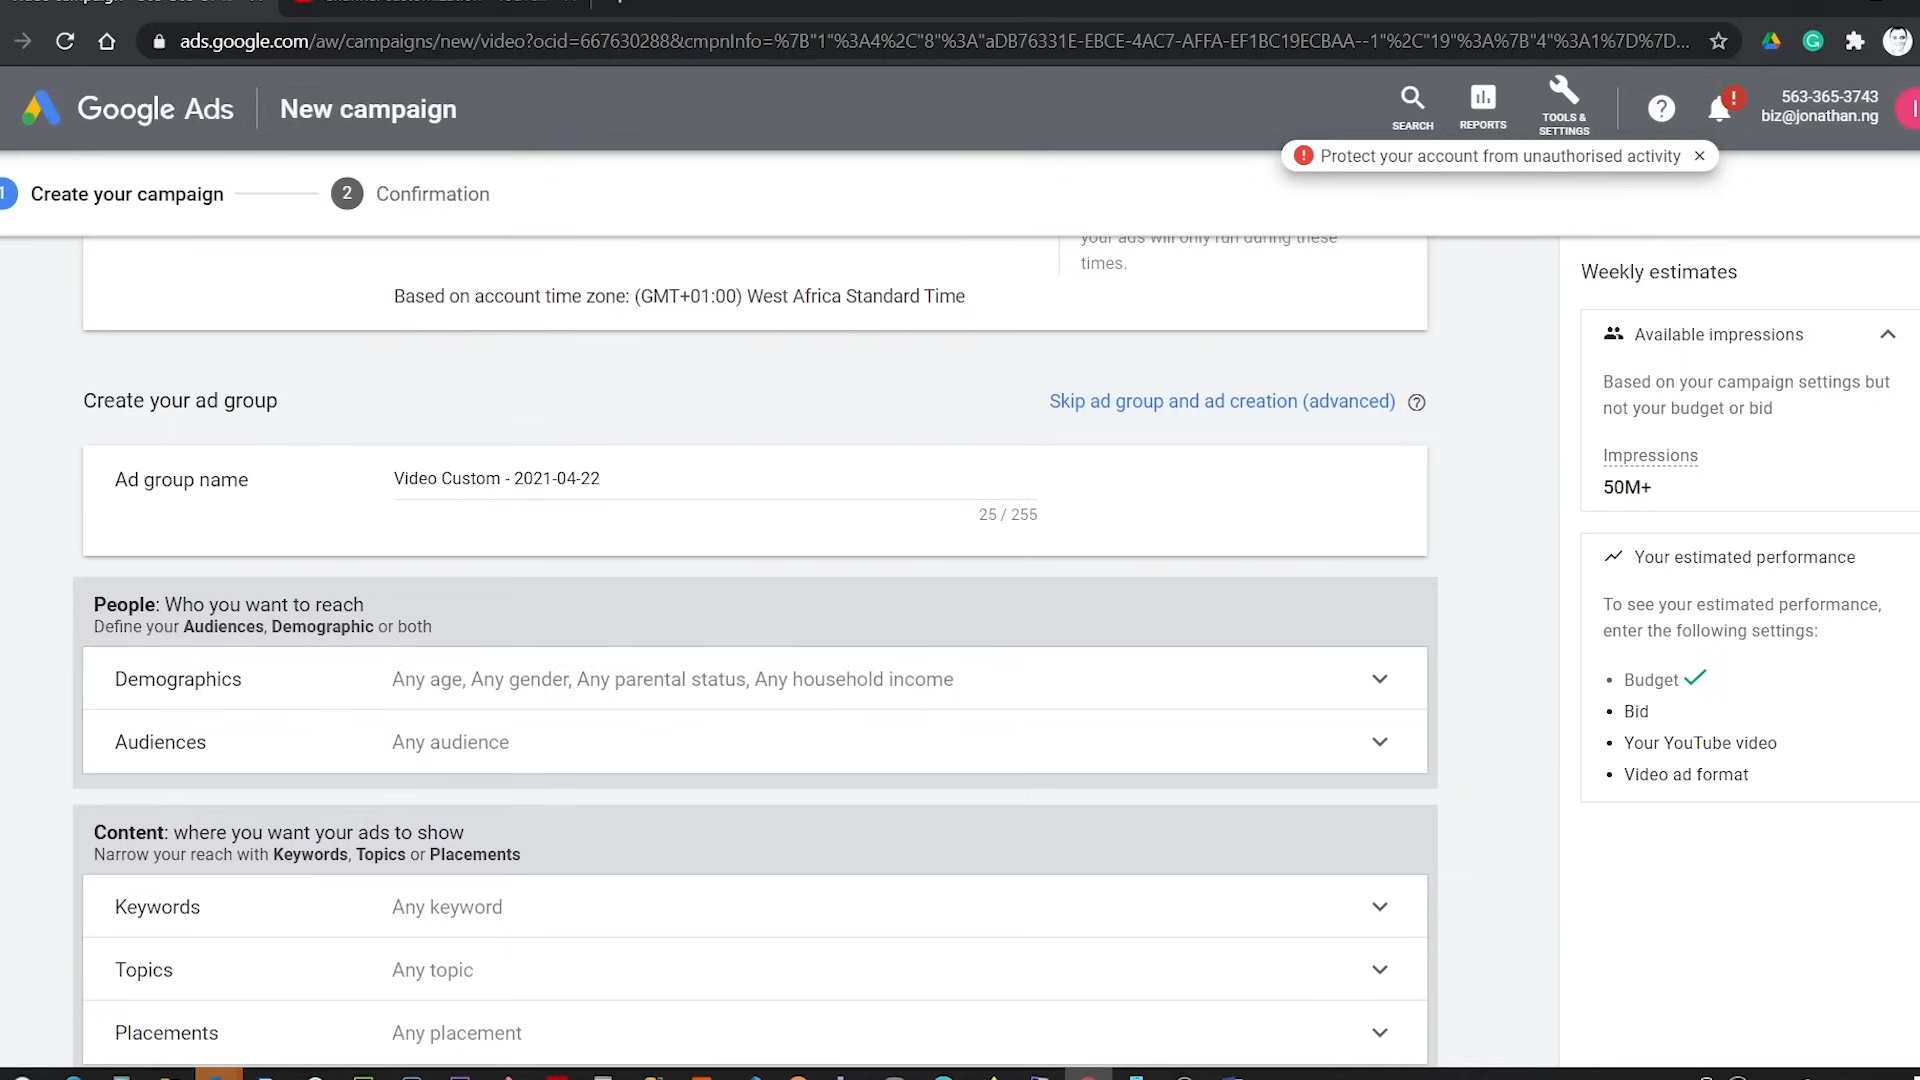 ads.google.com/aw/campaigns/new/video?ocid=667630288&cmpnInfo=%7B"1"%3A4%2C"8"%3A"aDB76331E-EBCE-4AC7-AFFA-EF1BC19ECBAA--1"%2C"19"%3A%7B"4"%3A1%7D%7D...
Google Ads
New campaign
SEARCH
REPORTS
TOOLS &
SETTINGS
563-365-3743
biz@jonathan.ng
Protect your account from unauthorised activity
1 Create your campaign
2 Confirmation
your ads will only run during these
times.
Based on account time zone: (GMT+01:00) West Africa Standard Time
Create your ad group
Skip ad group and ad creation (advanced)
Ad group name
Video Custom - 2021-04-22
25 / 255
People: Who you want to reach
Define your Audiences, Demographic or both
Demographics
Any age, Any gender, Any parental status, Any household income
Audiences
Any audience
Content: where you want your ads to show
Narrow your reach with Keywords, Topics or Placements
Keywords
Any keyword
Topics
Any topic
Placements
Any placement
Weekly estimates
Available impressions
Based on your campaign settings but
not your budget or bid
Impressions
50M+
Your estimated performance
To see your estimated performance,
enter the following settings:
• Budget
• Bid
• Your YouTube video
• Video ad format